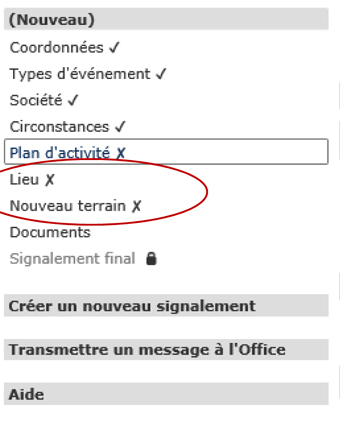 (Nouveau)
Coordonnées ✓
Types d'événement ✓
Société ✓
Circonstances ✓
Plan d'activité ✗
Lieu ✗
Nouveau terrain ✗
Documents
Signalement final
Créer un nouveau signalement
Transmettre un message à l'Office
Aide